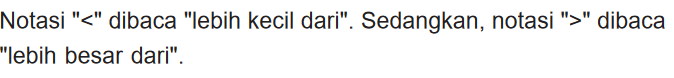 Notasi "<" dibaca "lebih kecil dari". Sedangkan, notasi ">" dibaca
"lebih besar dari".